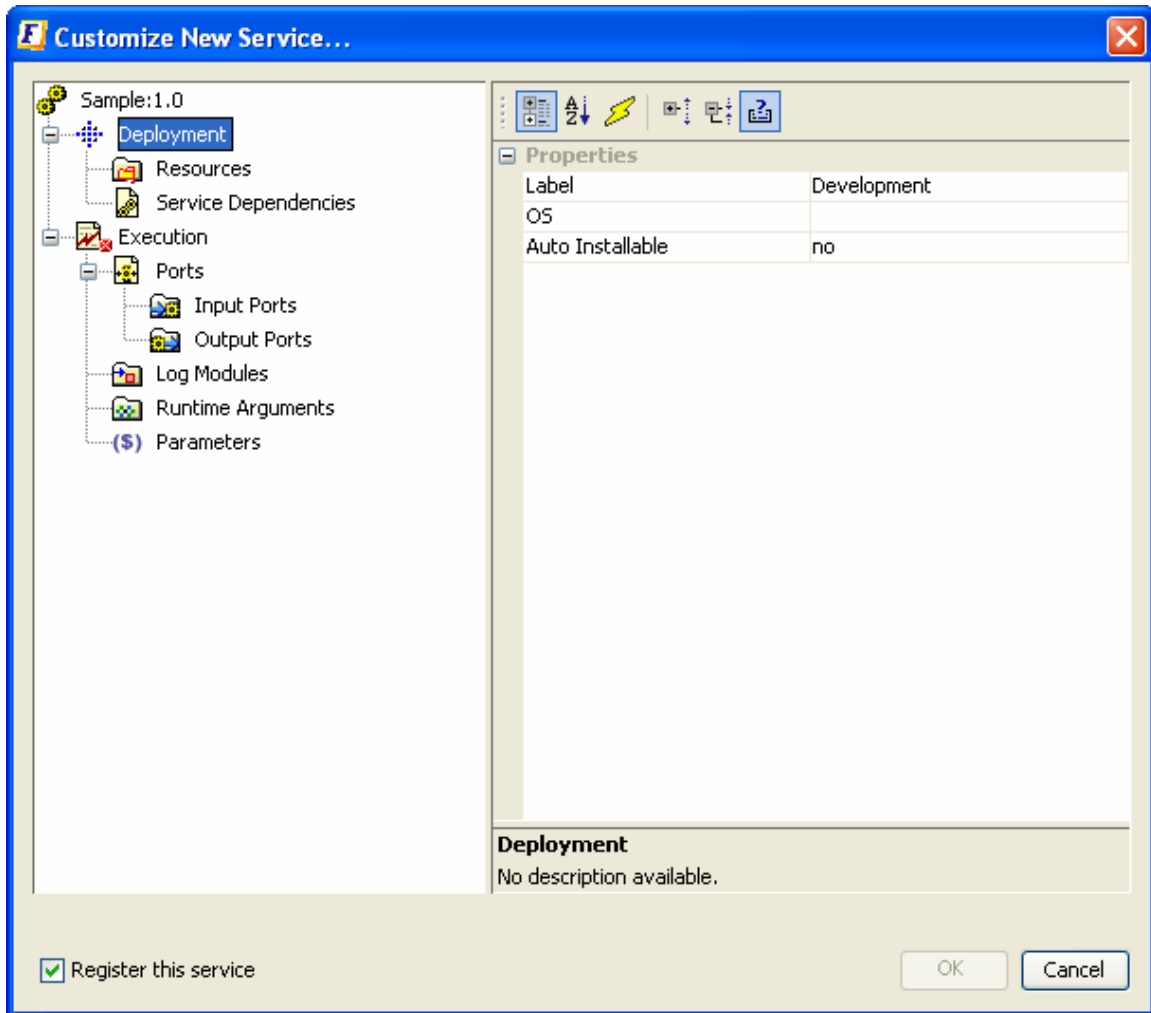 Customize New Service...
Sample:1.0
Deployment
Resources
Service Dependencies
Execution
Ports
Input Ports
Output Ports
Log Modules
Runtime Arguments
($) Parameters
Properties
Label Development
OS
Auto Installable no
Deployment
No description available.
Register this service
OK Cancel